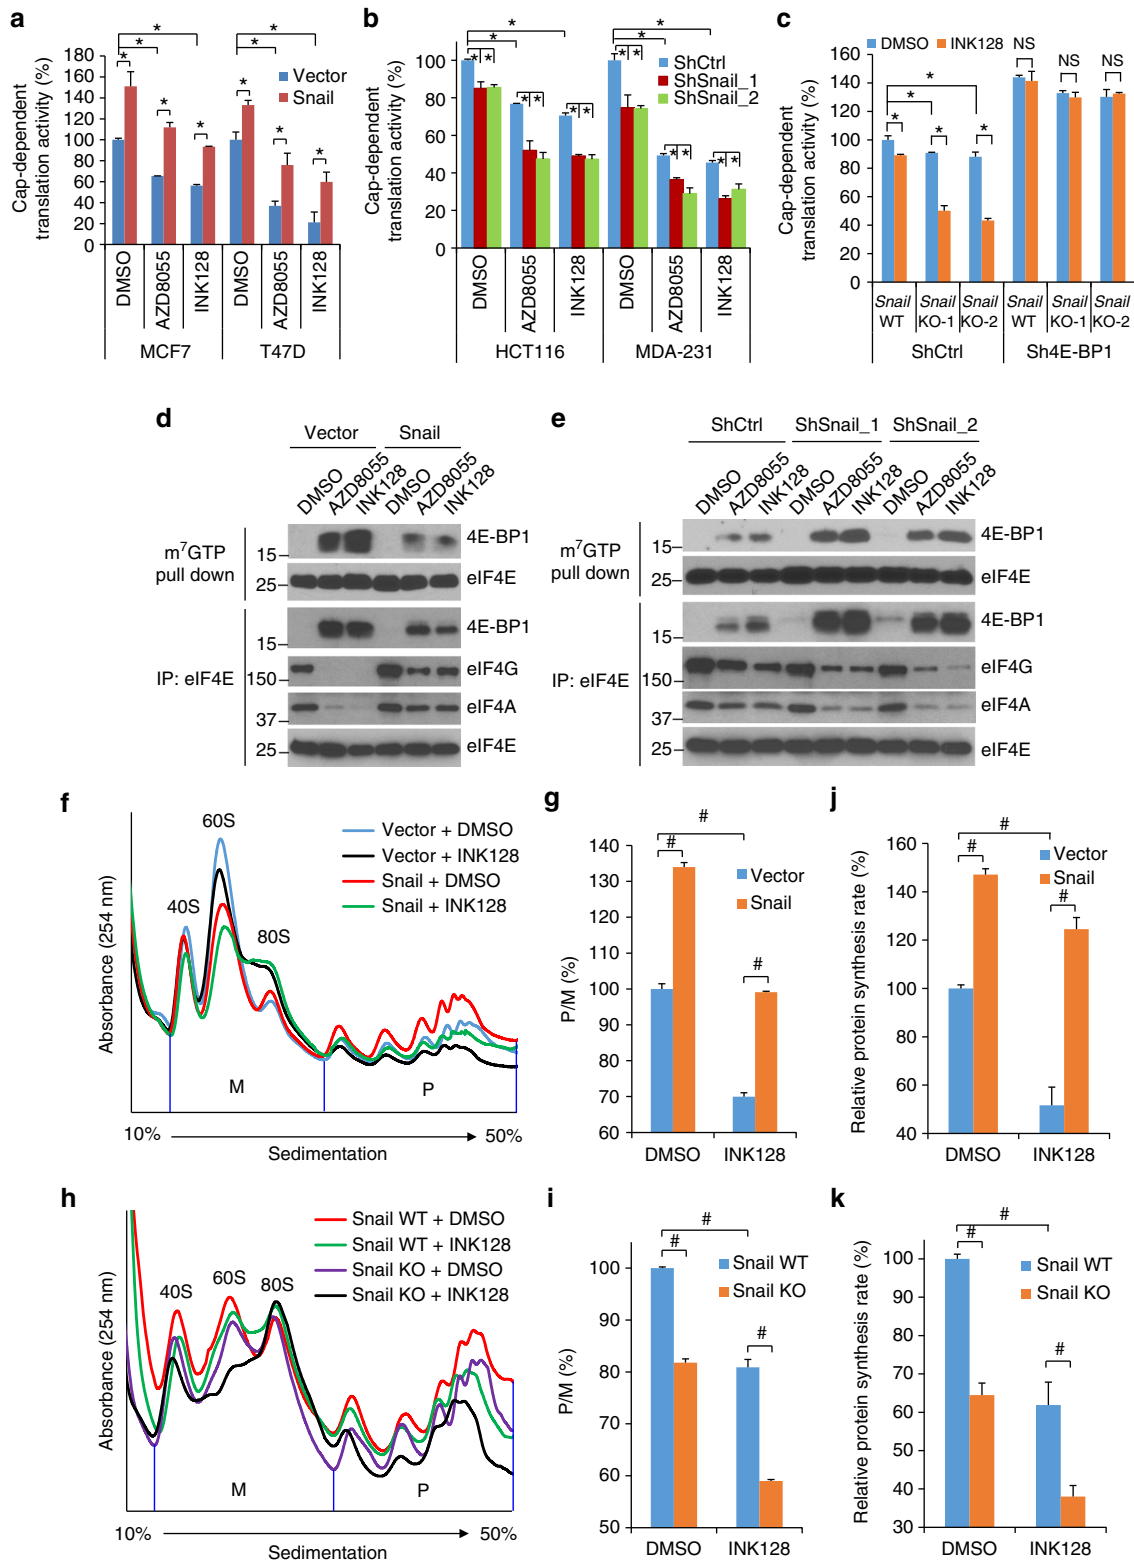 a
Cap-dependent
translation activity (%)
180
160
140
120
100
80
60
40
20
0
* * * * * * * * * *
Vector
Snail
DMSO AZD8055 INK128 DMSO AZD8055 INK128
MCF7 T47D
b
Cap-dependent
translation activity (%)
100
80
60
40
20
0
* * * *
* * * * * * * * * * * *
ShCtrl
ShSnail_1
ShSnail_2
DMSO AZD8055 INK128 DMSO AZD8055 INK128
HCT116 MDA-231
c
Cap-dependent
translation activity (%)
160
140
120
100
80
60
40
20
0
DMSO INK128
* * * * *
NS NS NS
Snail WT Snail KO-1 Snail KO-2 Snail WT Snail KO-1 Snail KO-2
ShCtrl Sh4E-BP1
d
Vector Snail
DMSO AZD8055 INK128 DMSO AZD8055 INK128
m7GTP
pull down
15 4E-BP1
25 eIF4E
IP: eIF4E
15 4E-BP1
150 eIF4G
37 eIF4A
25 eIF4E
e
ShCtrl ShSnail_1 ShSnail_2
DMSO AZD8055 INK128 DMSO AZD8055 INK128 DMSO AZD8055 INK128
m7GTP
pull down
15 4E-BP1
25 eIF4E
IP: eIF4E
15 4E-BP1
150 eIF4G
37 eIF4A
25 eIF4E
f
Absorbance (254 nm)
40S 60S 80S
Vector + DMSO
Vector + INK128
Snail + DMSO
Snail + INK128
M P
10% 50%
Sedimentation
g
P/M (%)
140
130
120
110
100
90
80
70
60
# # #
Vector
Snail
DMSO INK128
j
Relative protein synthesis rate (%)
160
140
120
100
80
60
40
# # #
Vector
Snail
DMSO INK128
h
Absorbance (254 nm)
40S 60S 80S
Snail WT + DMSO
Snail WT + INK128
Snail KO + DMSO
Snail KO + INK128
M P
10% 50%
Sedimentation
i
P/M (%)
100
90
80
70
60
50
# # #
Snail WT
Snail KO
DMSO INK128
k
Relative protein synthesis rate (%)
100
90
80
70
60
50
40
30
# # #
Snail WT
Snail KO
DMSO INK128